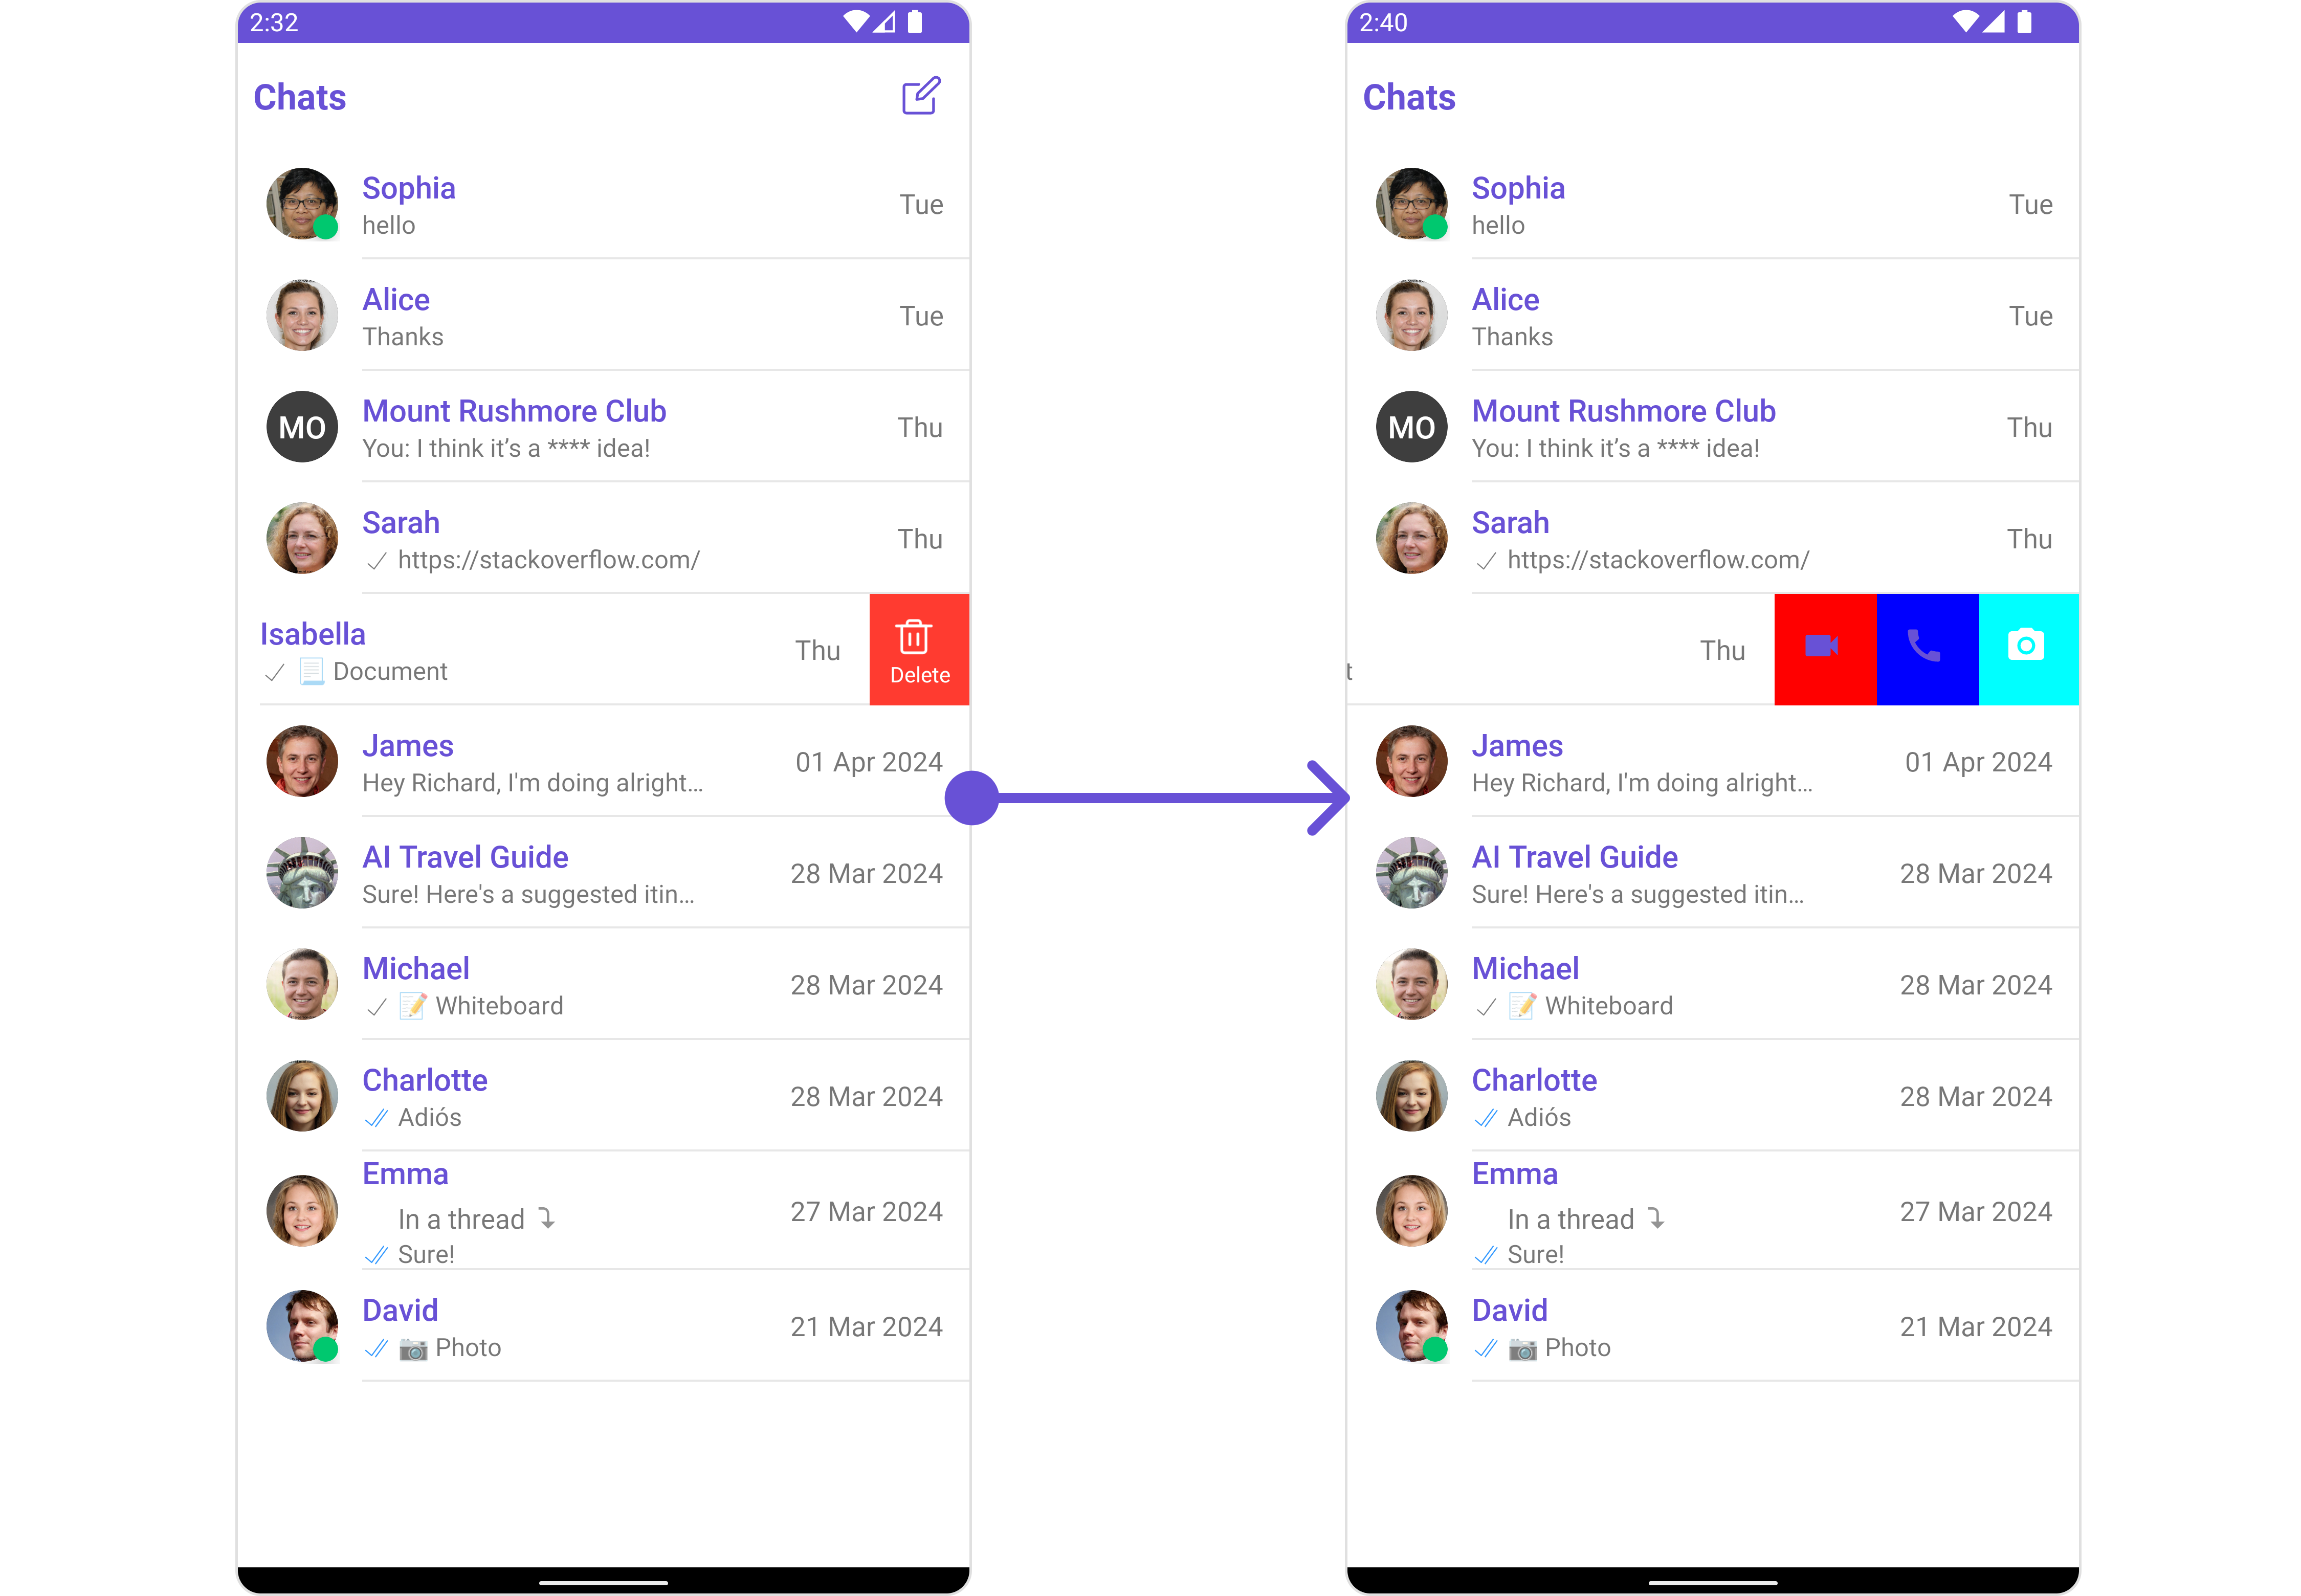 2:32
Chats
Sophia
hello
Tue
Alice
Thanks
Tue
MO
Mount Rushmore Club
You: I think it’s a **** idea!
Thu
Sarah
https://stackoverflow.com/
Thu
Isabella
Document
Thu
Delete
James
Hey Richard, I'm doing alright...
01 Apr 2024
AI Travel Guide
Sure! Here's a suggested itin...
28 Mar 2024
Michael
Whiteboard
28 Mar 2024
Charlotte
Adiós
28 Mar 2024
Emma
In a thread
Sure!
27 Mar 2024
David
Photo
21 Mar 2024
2:40
Chats
Sophia
hello
Tue
Alice
Thanks
Tue
MO
Mount Rushmore Club
You: I think it’s a **** idea!
Thu
Sarah
https://stackoverflow.com/
Thu
t
Thu
James
Hey Richard, I'm doing alright...
01 Apr 2024
AI Travel Guide
Sure! Here's a suggested itin...
28 Mar 2024
Michael
Whiteboard
28 Mar 2024
Charlotte
Adiós
28 Mar 2024
Emma
In a thread
Sure!
27 Mar 2024
David
Photo
21 Mar 2024